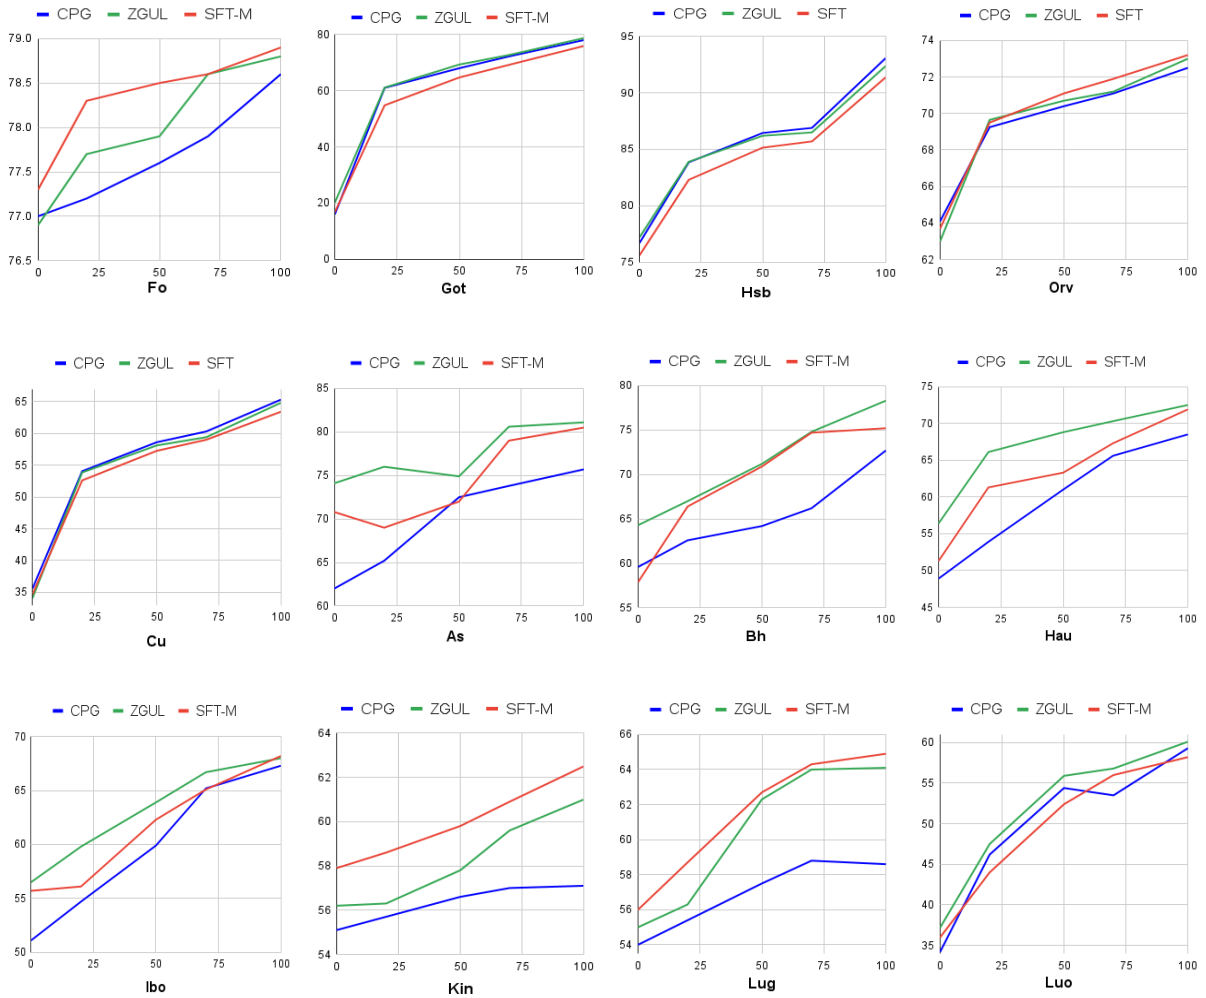 CPG ZGUL SFT-M
79.0
78.5
78.0
77.5
77.0
76.5
0 25 50 75 100
Fo
CPG ZGUL SFT-M
80
60
40
20
0
0 25 50 75 100
Got
CPG ZGUL SFT
95
90
85
80
75
0 25 50 75 100
Hsb
CPG ZGUL SFT
74
72
70
68
66
64
62
0 25 50 75 100
Orv
CPG ZGUL SFT
65
60
55
50
45
40
35
0 25 50 75 100
Cu
CPG ZGUL SFT-M
85
80
75
70
65
60
0 25 50 75 100
As
CPG ZGUL SFT-M
80
75
70
65
60
55
0 25 50 75 100
Bh
CPG ZGUL SFT-M
75
70
65
60
55
50
45
0 25 50 75 100
Hau
CPG ZGUL SFT-M
70
65
60
55
50
0 25 50 75 100
Ibo
CPG ZGUL SFT-M
64
62
60
58
56
54
0 25 50 75 100
Kin
CPG ZGUL SFT-M
66
64
62
60
58
56
54
0 25 50 75 100
Lug
CPG ZGUL SFT-M
60
55
50
45
40
35
0 25 50 75 100
Luo